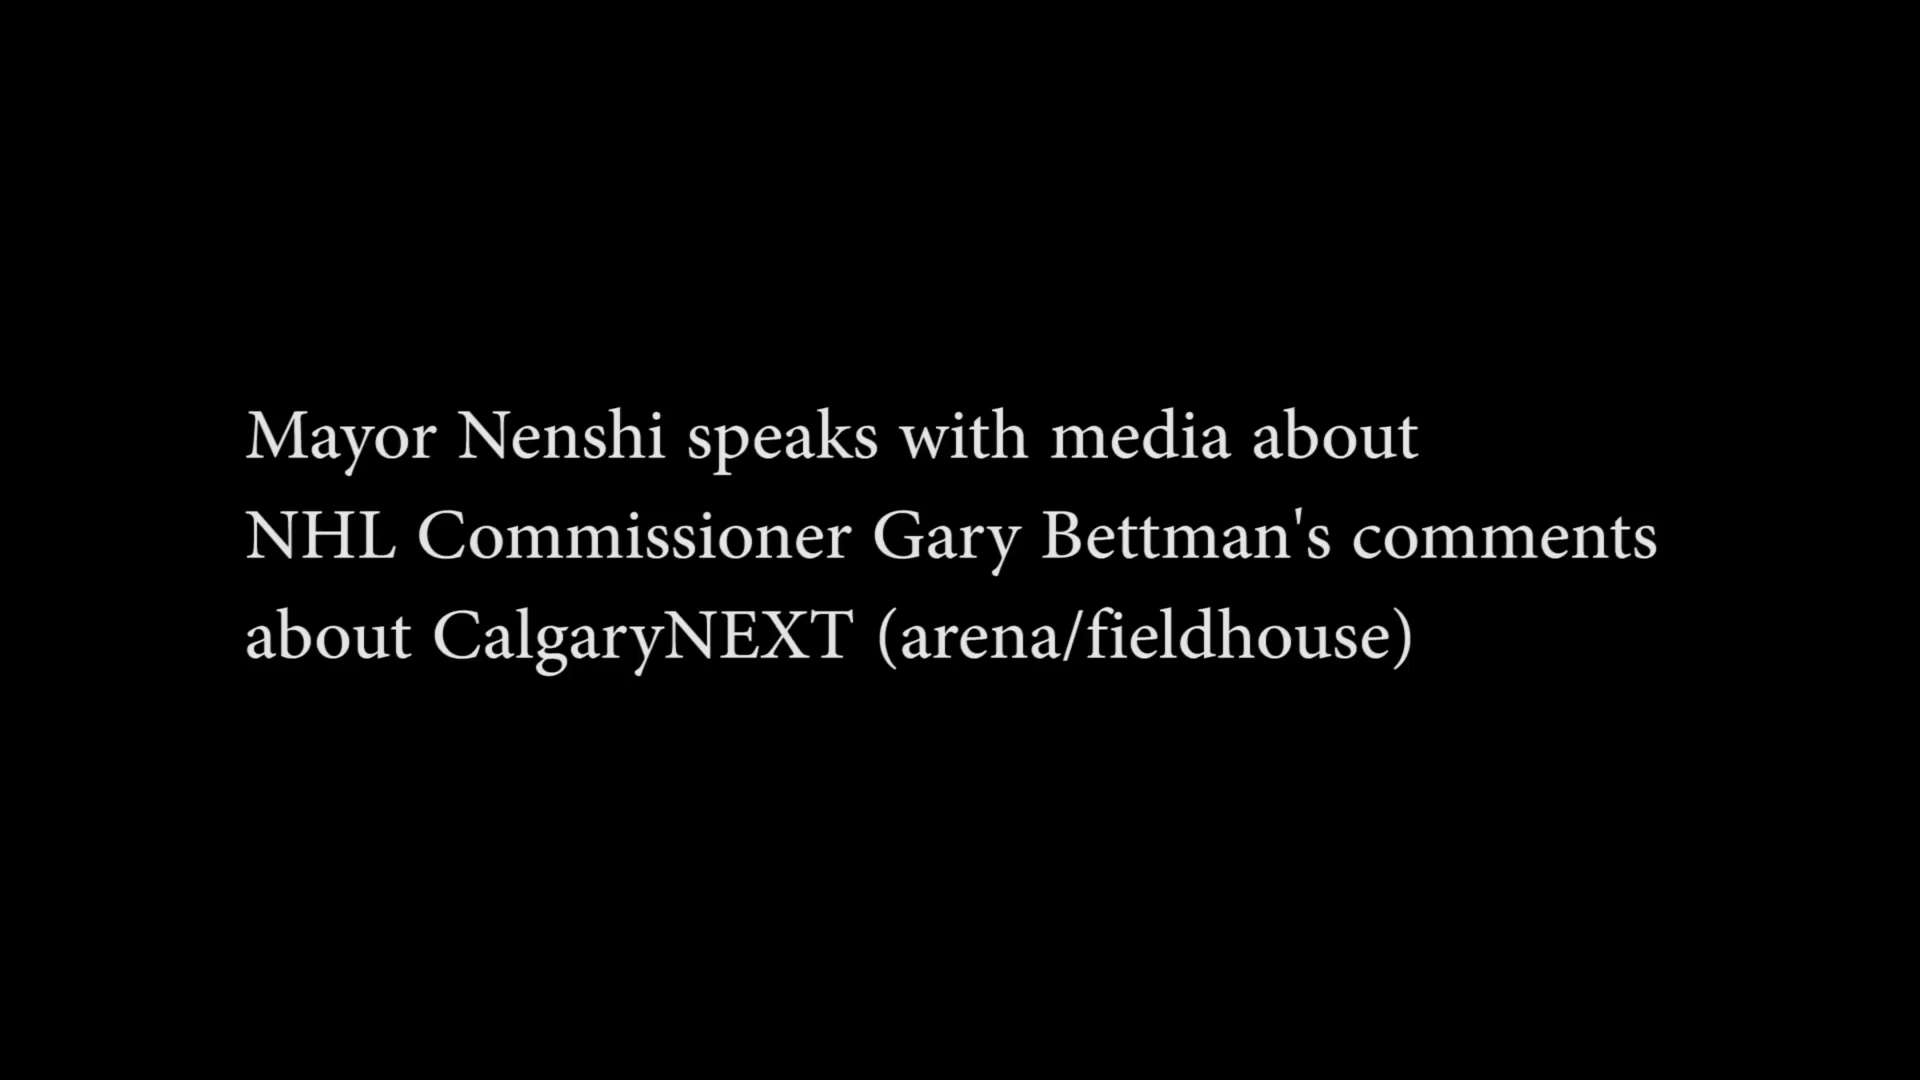 Mayor Nenshi speaks with media about
NHL Commissioner Gary Bettman's comments
about CalgaryNEXT (arena/fieldhouse)